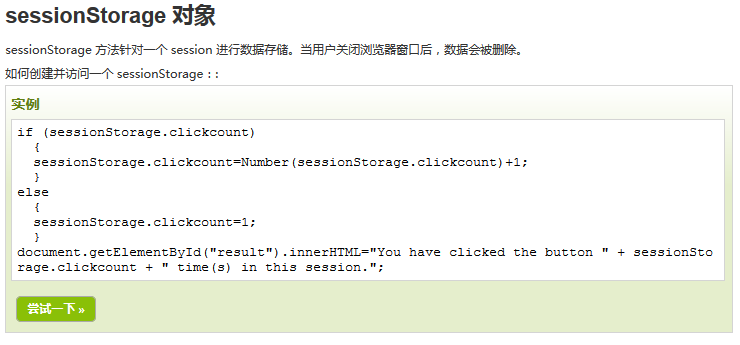 sessionStorage 对象
sessionStorage 方法针对一个 session 进行数据存储。当用户关闭浏览器窗口后，数据会被删除。
如何创建并访问一个 sessionStorage：:
实例
if (sessionStorage.clickcount)
  {
  sessionStorage.clickcount=Number(sessionStorage.clickcount)+1;
  }
else
  {
  sessionStorage.clickcount=1;
  }
document.getElementById("result").innerHTML="You have clicked the button " + sessionSto
rage.clickcount + " time(s) in this session.";
尝试一下 »